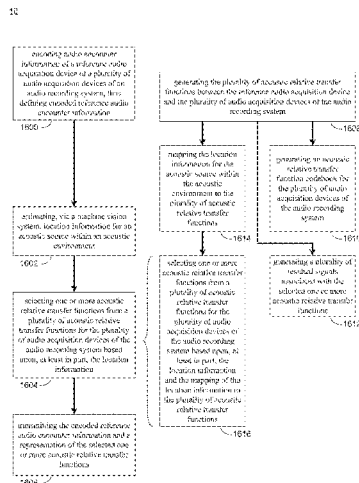 10
encoding audio encounter
information of a reference audio
acquisition device of a plurality of
audio acquisition devices of an
audio recording system, thus
defining encoded reference audio
encounter information
1600
estimating, via a machine vision
system, location information for an
acoustic source within an acoustic
environment
1602
selecting one or more acoustic
relative transfer functions from a
plurality of acoustic relative
transfer functions for the plurality
of audio acquisition devices of the
audio recording system based
upon, at least in part, the location
information
1604
transmitting the encoded reference
audio encounter information and a
representation of the selected one
or more acoustic relative transfer
functions
1606
generating the plurality of acoustic relative transfer
functions between the reference audio acquisition device
and the plurality of audio acquisition devices of the audio
recording system
1608
mapping the location
information for the
acoustic source within
the acoustic
environment to the
plurality of acoustic
relative transfer
functions
1614
generating an acoustic
relative transfer
function codebook for
the plurality of audio
acquisition devices of
the audio recording
system
1610
selecting one or more
acoustic relative transfer
functions from a
plurality of acoustic
relative transfer
functions for the
plurality of audio
acquisition devices of
the audio recording
system based upon, at
least in part, the
location information
and the mapping of the
location information to
the plurality of acoustic
relative transfer
functions
1616
generating a plurality of
residual signals
associated with the
selected one or more
acoustic relative transfer
functions
1612